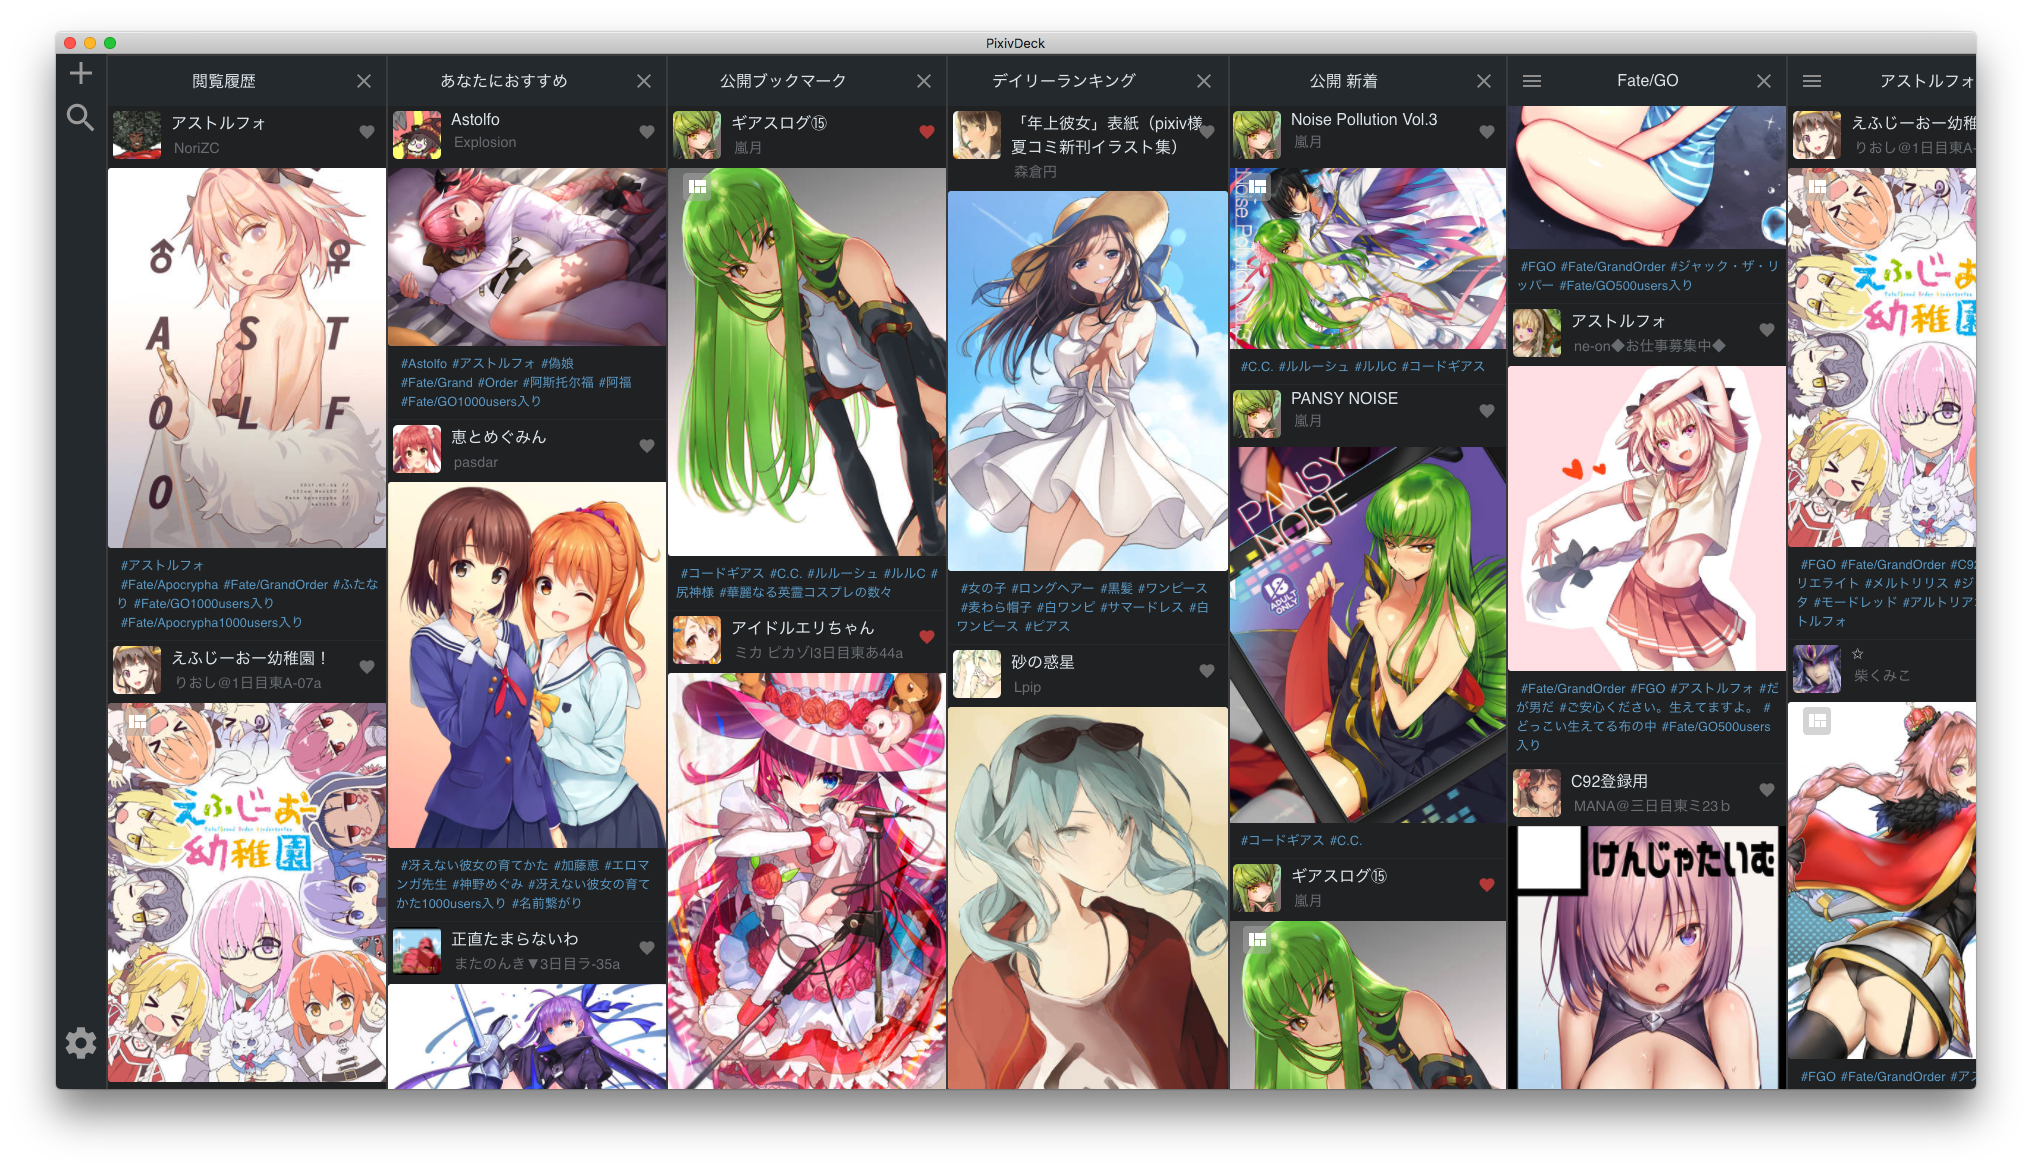 PixivDeck
閲覧履歴
アストルフォ
NoriZC
♂ ♀
A S T
O L F
O
#アストルフォ
#Fate/Apocrypha #Fate/GrandOrder #ふたな
り #Fate/GO1000users入り
#Fate/Apocrypha1000users入り
えふじーおー幼稚園！
りおし@1日目東A-07a
えふじーおー
幼稚園
あなたにおすすめ
Astolfo
Explosion
#Astolfo #アストルフォ #偽娘
#Fate/Grand #Order #阿斯托尔福 #阿福
#Fate/GO1000users入り
恵とめぐみん
pasdar
#冴えない彼女の育てかた #加藤恵 #エロマ
ンガ先生 #神野めぐみ #冴えない彼女の育て
かた1000users入り #名前繋がり
正直たまらないわ
またのんき▼3日目ラ-35a
公開ブックマーク
ギアスログ⑮
嵐月
#コードギアス #C.C. #ルルーシュ #ルルC #
尻神様 #華麗なる英霊コスプレの数々
アイドルエリちゃん
ミカ ピカゾ|3日目東あ44a
デイリーランキング
「年上彼女」表紙（pixiv様
夏コミ新刊イラスト集）
森倉円
#女の子 #ロングヘアー #黒髪 #ワンピース
#麦わら帽子 #白ワンピ #サマードレス #白
ワンピース #ピアス
砂の惑星
Lpip
公開 新着
Noise Pollution Vol.3
嵐月
#C.C. #ルルーシュ #ルルC #コードギアス
PANSY NOISE
嵐月
PANSY
NOISE
18
ADULT
ONLY
#コードギアス #C.C.
ギアスログ⑮
嵐月
Fate/GO
#FGO #Fate/GrandOrder #ジャック・ザ・リ
ッパー #Fate/GO500users入り
アストルフォ
ne-on◆お仕事募集中◆
#Fate/GrandOrder #FGO #アストルフォ #だ
が男だ #ご安心ください。生えてますよ。 #
どっこい生えてる布の中 #Fate/GO500users
入り
C92登録用
MANA@三日目東ミ23ｂ
けんじゃたいむ
アストルフォ
えふじーおー幼稚
りおし@1日目東A-
えふじ
幼稚園
#FGO #Fate/GrandOrder #C92
リエライト #メルトリリス #ジ
タ #モードレッド #アルトリア
トルフォ
☆
柴くみこ
#FGO #Fate/GrandOrder #アス